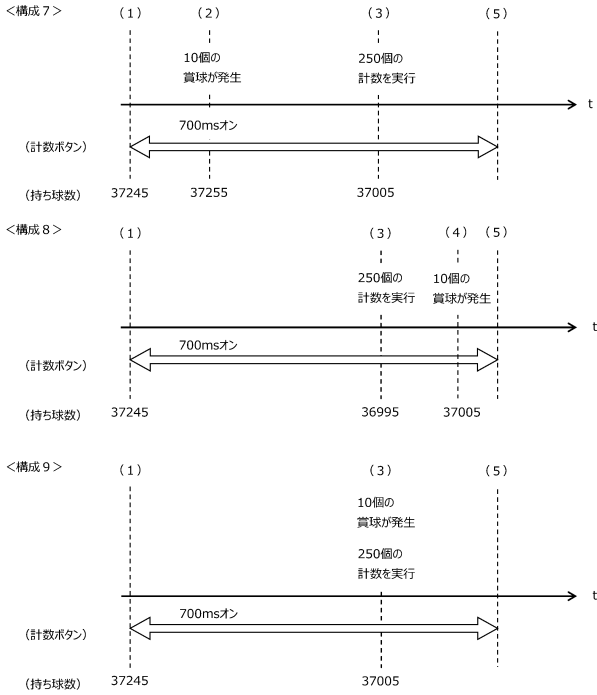 ＜構成７＞
（１）（２）（３）（５）
10個の
賞球が発生
250個の
計数を実行
t
700msオン
（計数ボタン）
（持ち球数） 37245 37255 37005
＜構成８＞
（１）（３）（４）（５）
250個の
計数を実行
10個の
賞球が発生
t
700msオン
（計数ボタン）
（持ち球数） 37245 36995 37005
＜構成９＞
（１）（３）（５）
10個の
賞球が発生
250個の
計数を実行
t
700msオン
（計数ボタン）
（持ち球数） 37245 37005